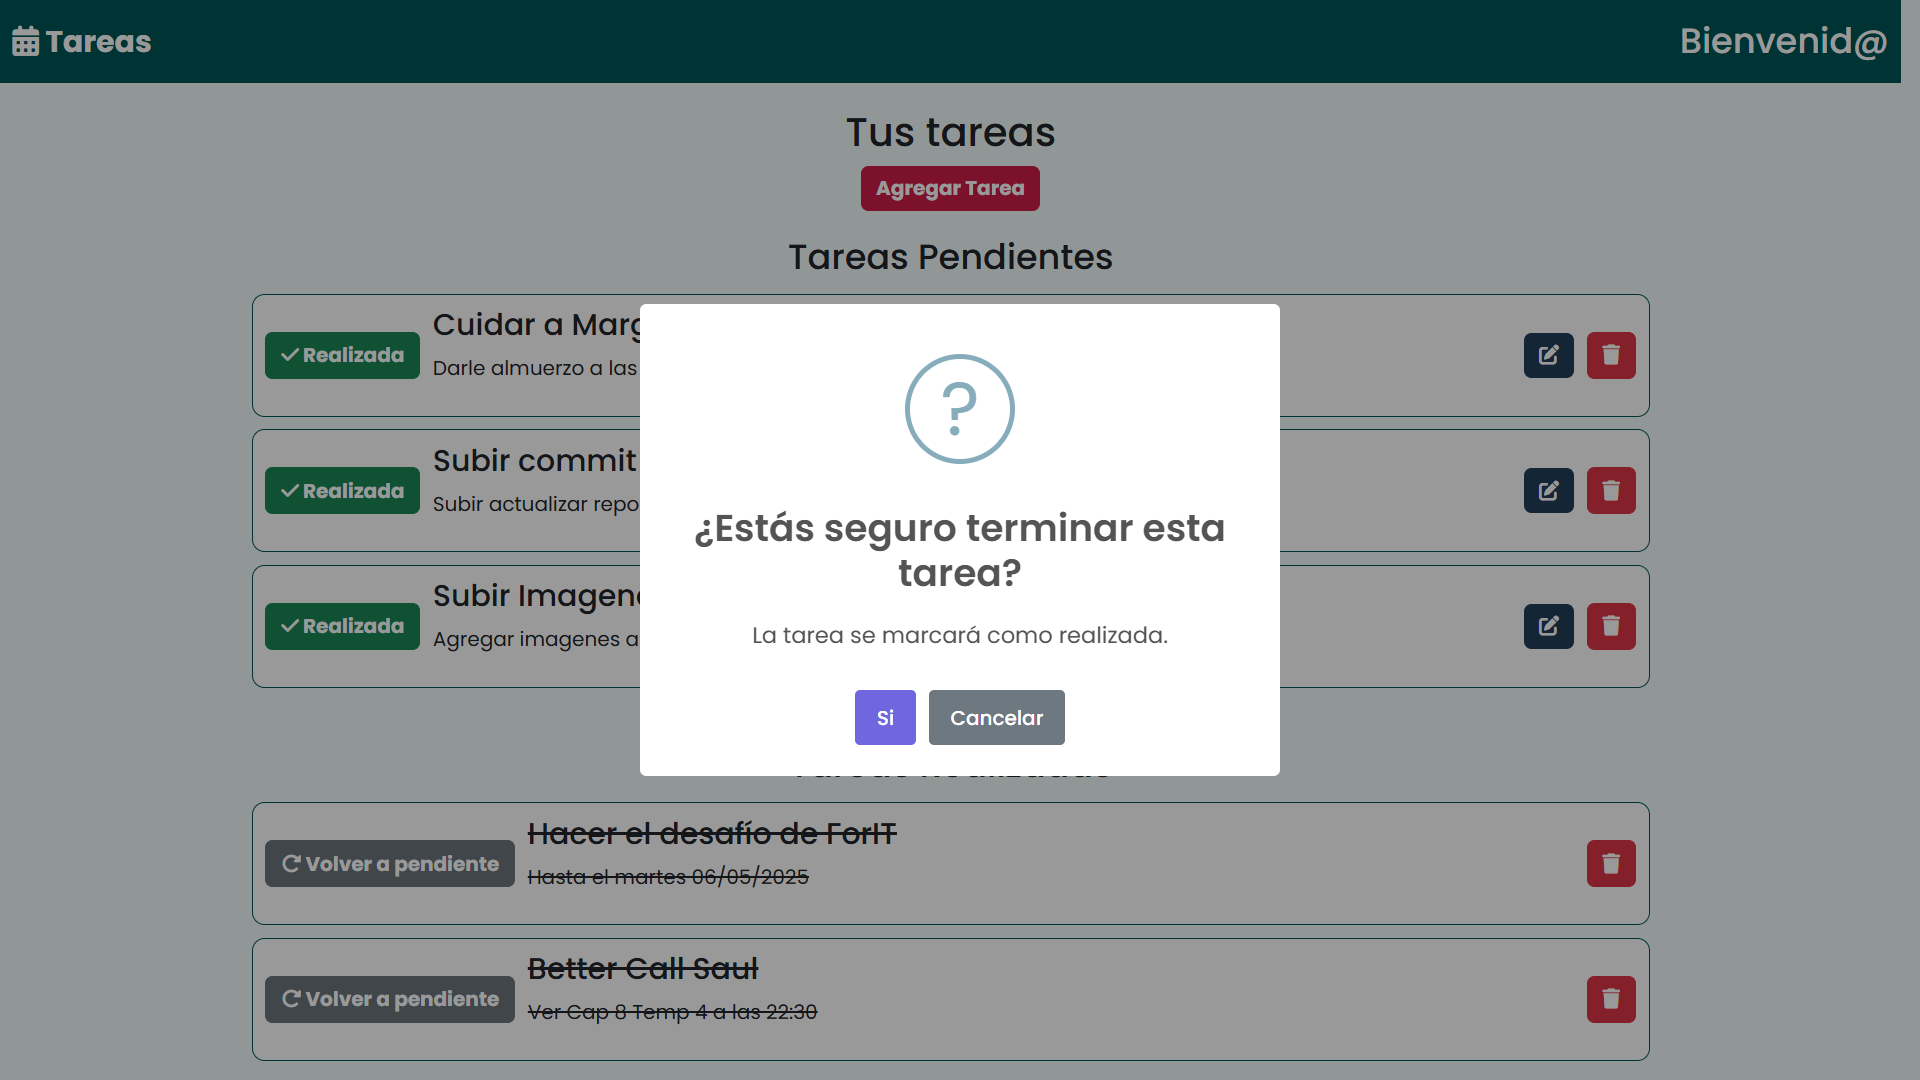 Tareas
Bienvenid@
Tus tareas
Agregar Tarea
Tareas Pendientes
Realizada
Cuidar a
Darle almuerzo a las
Realizada
Subir commit
Subir actualizar repo
Realizada
Subir
Agregar imagenes
¿Estás seguro terminar esta
tarea?
La tarea se marcará como realizada.
Si
Cancelar
Volver a pendiente
Hacer el desafío de ForIT
Hasta el martes 06/05/2025
Volver a pendiente
Better Call Saul
Ver Cap 8 Temp 4 a las 22:30